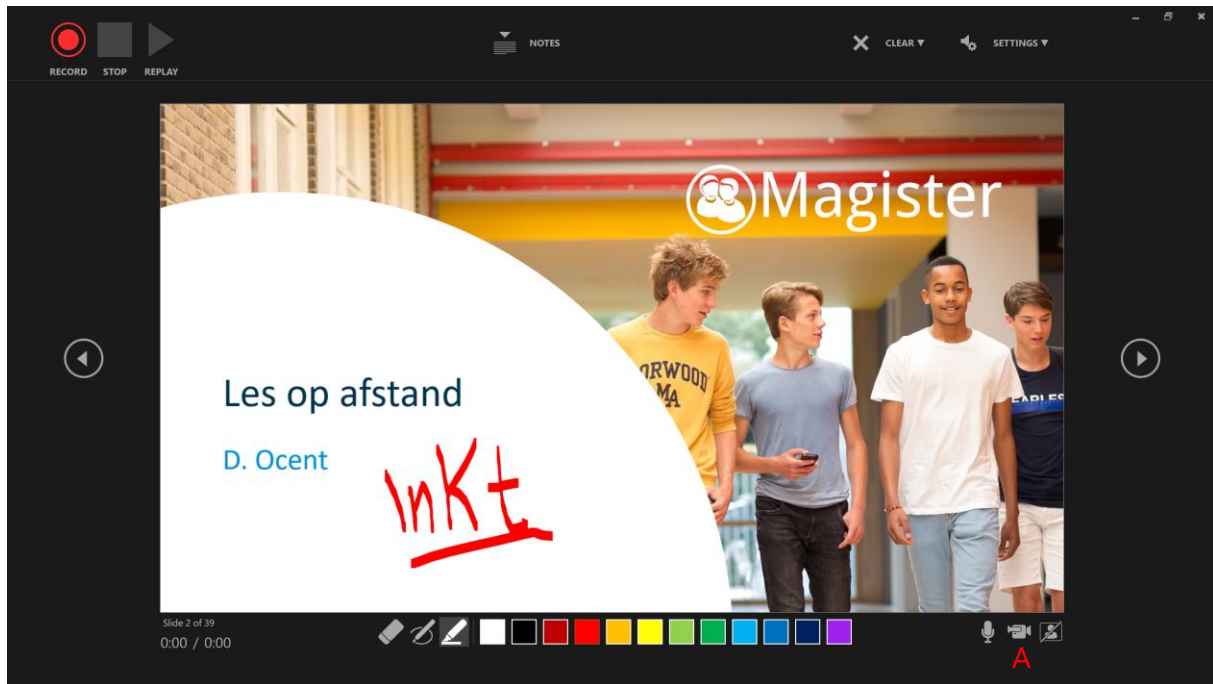 RECORD STOP REPLAY
NOTES
CLEAR ▼
SETTINGS ▼
Magister
Les op afstand
D. Ocent
InKt
MA
Slide 2 of 39
0:00 / 0:00
A